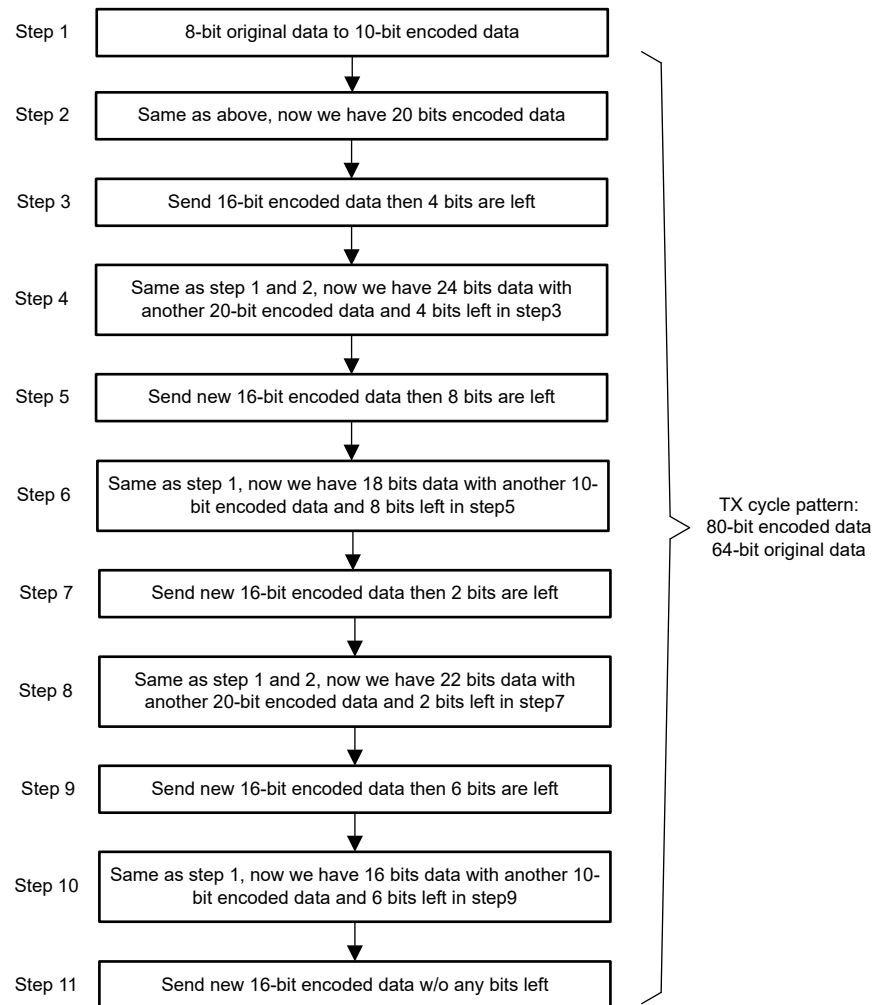 Step 1
8-bit original data to 10-bit encoded data
Step 2
Same as above, now we have 20 bits encoded data
Step 3
Send 16-bit encoded data then 4 bits are left
Step 4
Same as step 1 and 2, now we have 24 bits data with
another 20-bit encoded data and 4 bits left in step3
Step 5
Send new 16-bit encoded data then 8 bits are left
Step 6
Same as step 1, now we have 18 bits data with another 10-
bit encoded data and 8 bits left in step5
TX cycle pattern:
80-bit encoded data
64-bit original data
Step 7
Send new 16-bit encoded data then 2 bits are left
Step 8
Same as step 1 and 2, now we have 22 bits data with
another 20-bit encoded data and 2 bits left in step7
Step 9
Send new 16-bit encoded data then 6 bits are left
Step 10
Same as step 1, now we have 16 bits data with another 10-
bit encoded data and 6 bits left in step9
Step 11
Send new 16-bit encoded data w/o any bits left